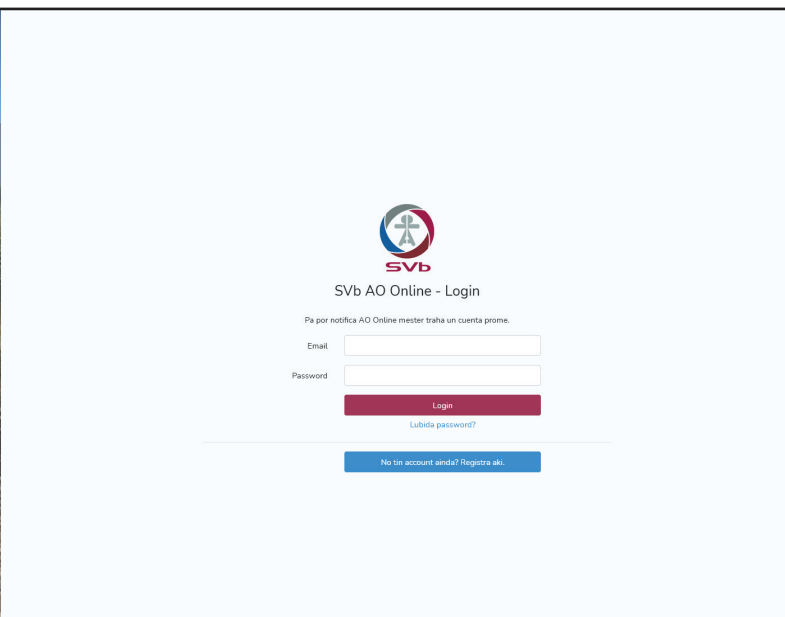 SVb
SVb AO Online - Login
Pa por notifica AO Online mester traha un cuenta prome.
Email
Password
Login
Lubida password?
No tin account ainda? Registra aki.